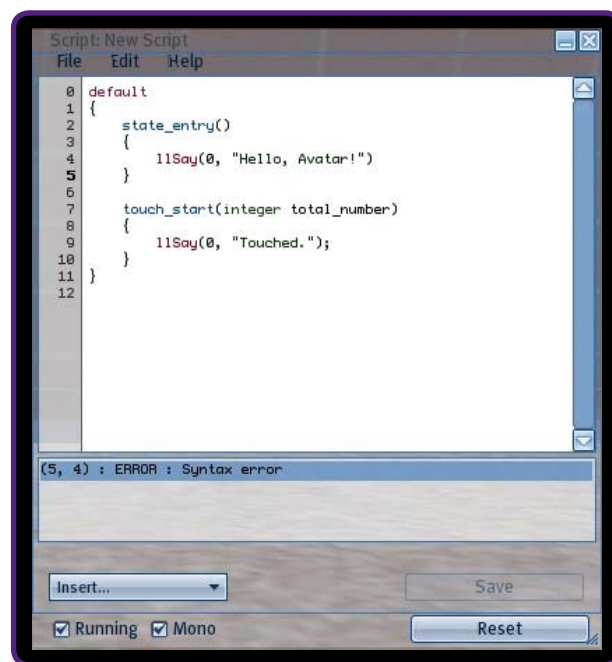 Script: New Script
File Edit Help
0 default
1 {
2 state_entry()
3 {
4 llSay(0, "Hello, Avatar!")
5 }
6
7 touch_start(integer total_number)
8 {
9 llSay(0, "Touched.");
10 }
11 }
12
(5, 4) : ERROR : Syntax error
Insert... Save
Running Mono Reset